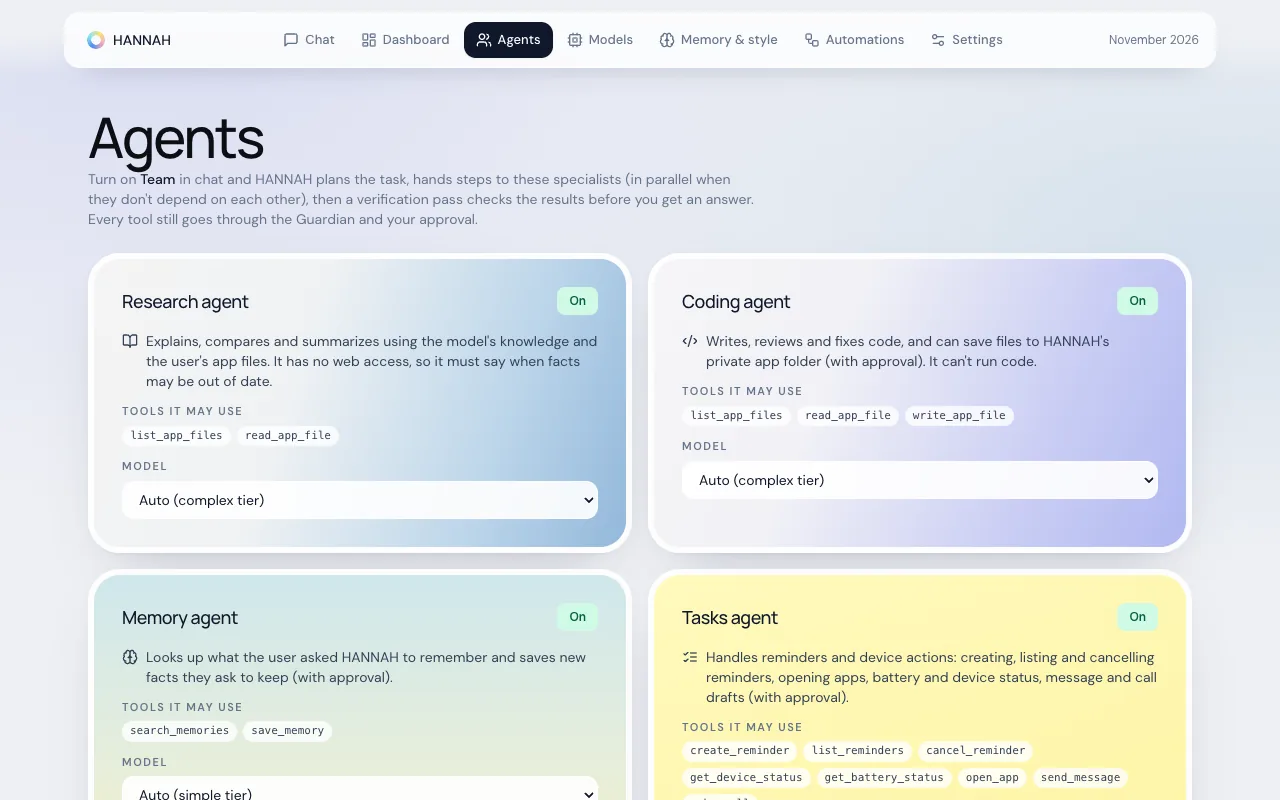 HANNAH
Chat
Dashboard
Agents
Models
Memory & style
Automations
Settings
November 2026
Agents
Turn on Team in chat and HANNAH plans the task, hands steps to these specialists (in parallel when
they don't depend on each other), then a verification pass checks the results before you get an answer.
Every tool still goes through the Guardian and your approval.
Research agent
On
Explains, compares and summarizes using the model's knowledge and
the user's app files. It has no web access, so it must say when facts
may be out of date.
TOOLS IT MAY USE
list_app_files read_app_file
MODEL
Auto (complex tier)
Coding agent
On
Writes, reviews and fixes code, and can save files to HANNAH's
private app folder (with approval). It can't run code.
TOOLS IT MAY USE
list_app_files read_app_file write_app_file
MODEL
Auto (complex tier)
Memory agent
On
Looks up what the user asked HANNAH to remember and saves new
facts they ask to keep (with approval).
TOOLS IT MAY USE
search_memories save_memory
MODEL
Auto (simple tier)
Tasks agent
On
Handles reminders and device actions: creating, listing and cancelling
reminders, opening apps, battery and device status, message and call
drafts (with approval).
TOOLS IT MAY USE
create_reminder list_reminders cancel_reminder
get_device_status get_battery_status open_app send_message